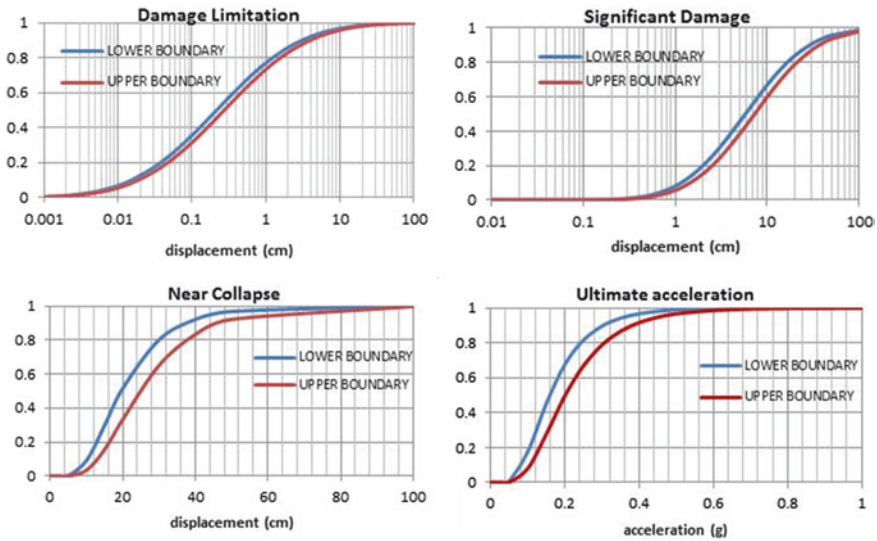 Damage Limitation
1
0.8
0.6
0.4
0.2
0
LOWER BOUNDARY
UPPER BOUNDARY
0.001 0.01 0.1 1 10 100
displacement (cm)
Significant Damage
1
0.8
0.6
0.4
0.2
0
LOWER BOUNDARY
UPPER BOUNDARY
0.01 0.1 1 10 100
displacement (cm)
Near Collapse
1
0.8
0.6
0.4
0.2
0
LOWER BOUNDARY
UPPER BOUNDARY
0 20 40 60 80 100
displacement (cm)
Ultimate acceleration
1
0.8
0.6
0.4
0.2
0
LOWER BOUNDARY
UPPER BOUNDARY
0 0.2 0.4 0.6 0.8 1
acceleration (g)